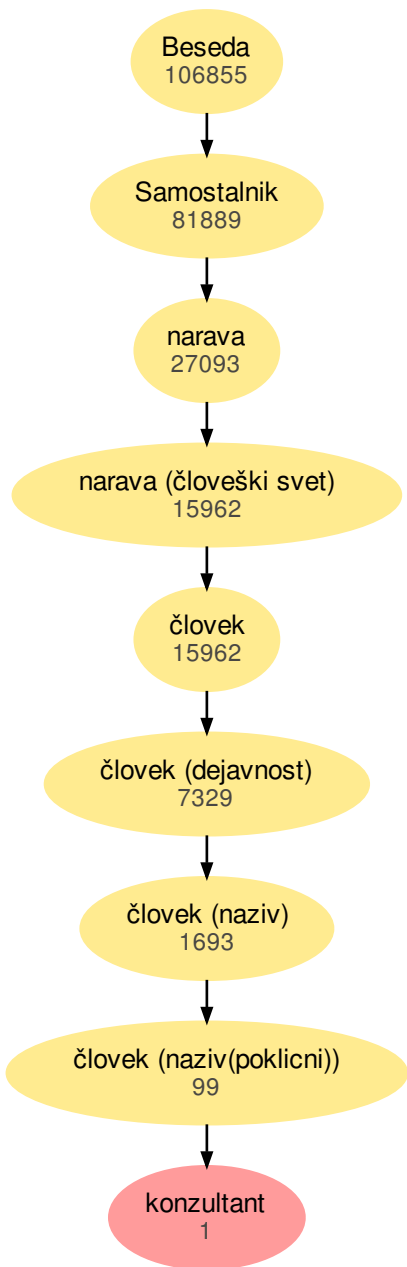 Beseda
106855
Samostalnik
81889
narava
27093
narava (človeški svet)
15962
človek
15962
človek (dejavnost)
7329
človek (naziv)
1693
človek (naziv(poklicni))
99
konzultant
1